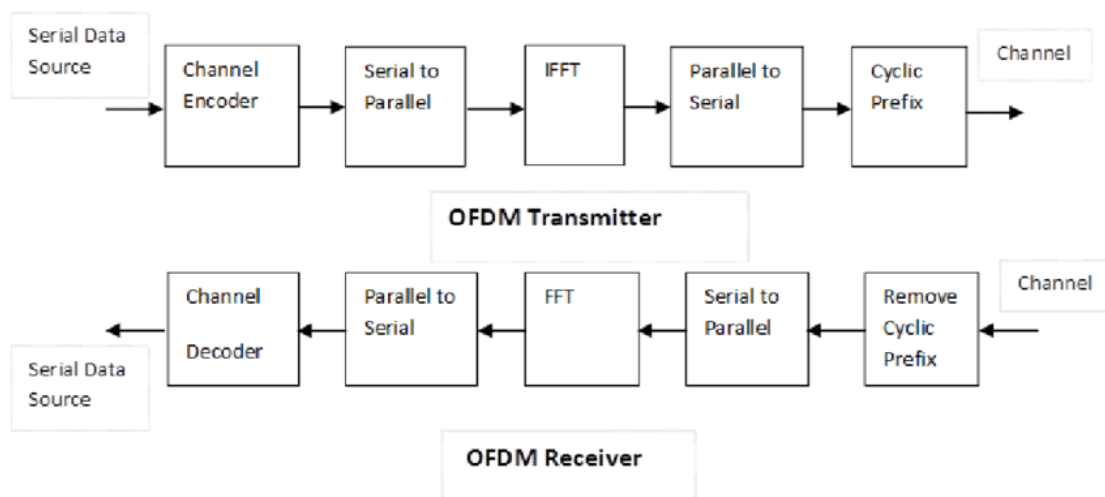 Serial Data
Source
Channel
Encoder
Serial to
Parallel
IFFT
Parallel to
Serial
Cyclic
Prefix
Channel
OFDM Transmitter
Channel
Decoder
Parallel to
Serial
FFT
Serial to
Parallel
Remove
Cyclic
Prefix
Channel
Serial Data
Source
OFDM Receiver